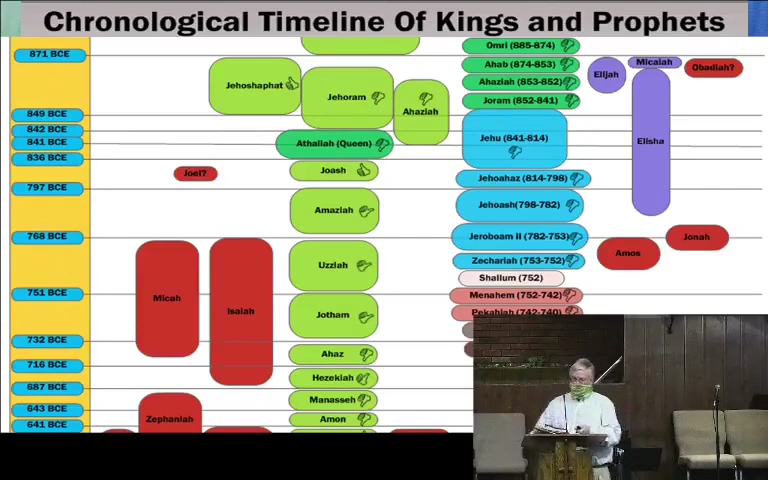 Chronological Timeline Of Kings and Prophets
871 BCE
849 BCE
842 BCE
841 BCE
836 BCE
797 BCE
768 BCE
751 BCE
732 BCE
716 BCE
687 BCE
643 BCE
641 BCE
Joel?
Micah
Isaiah
Zephaniah
Jehoshaphat
Jehoram
Ahaziah
Athaliah (Queen)
Joash
Amaziah
Uzziah
Jotham
Ahaz
Hezekiah
Manasseh
Amon
Omri (885-874)
Ahab (874-853)
Ahaziah (853-852)
Joram (852-841)
Jehu (841-814)
Jehoahaz (814-798)
Jehoash(798-782)
Jeroboam II (782-753)
Zechariah (753-752)
Shallum (752)
Menahem (752-742)
Pekahiah (742-740)
Elijah
Micaiah
Obadiah?
Elisha
Jonah
Amos